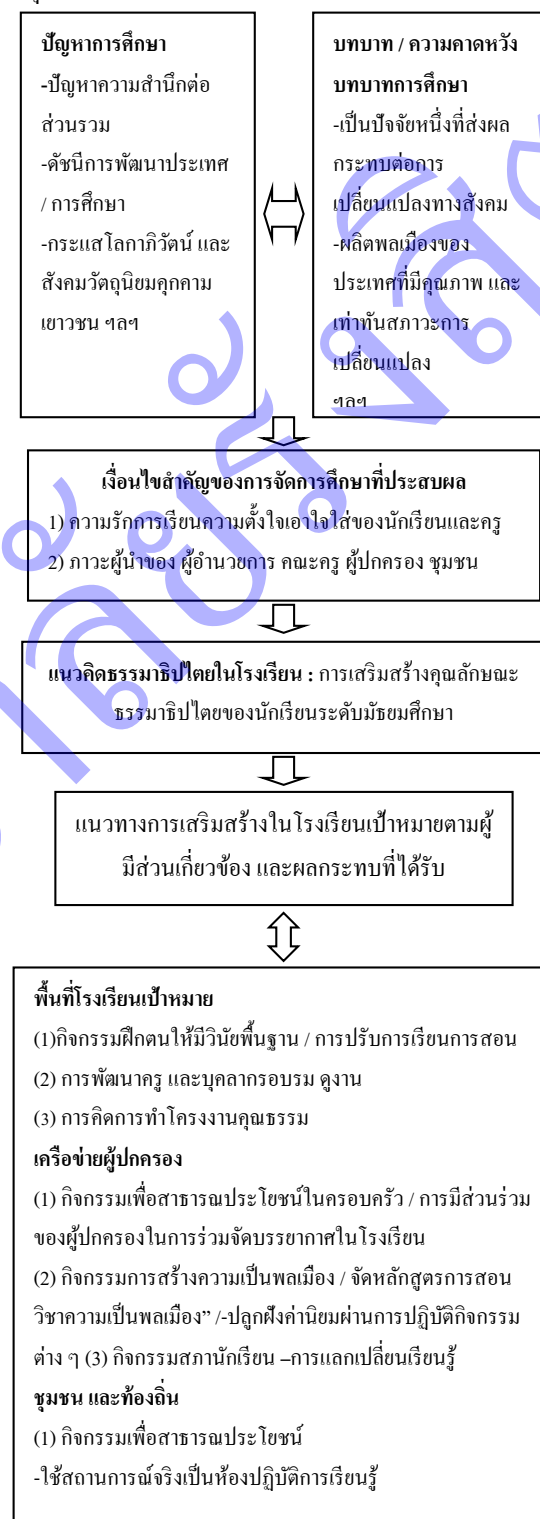 ปัญหาการศึกษา
-ปัญหาความสำนึกต่อ
ส่วนรวม
-ดัชนีการพัฒนาประเทศ
/ การศึกษา
-กระแสโลกาภิวัตน์ และ
สังคมวัตถุนิยมคุกคาม
เยาวชน ฯลฯ
บทบาท / ความคาดหวัง
บทบาทการศึกษา
-เป็นปัจจัยหนึ่งที่ส่งผล
กระทบต่อการ
เปลี่ยนแปลงทางสังคม
-ผลิตพลเมืองของ
ประเทศที่มีคุณภาพ และ
เท่าทันสภาวะการ
เปลี่ยนแปลง
ฯลฯ
เงื่อนไขสำคัญของการจัดการศึกษาที่ประสบผล
1) ความรักการเรียนความตั้งใจเอาใจใส่ของนักเรียนและครู
2) ภาวะผู้นำของ ผู้อำนวยการ คณะครู ผู้ปกครอง ชุมชน
แนวคิดธรรมาธิปไตยในโรงเรียน : การเสริมสร้างคุณลักษณะ
ธรรมาธิปไตยของนักเรียนระดับมัธยมศึกษา
แนวทางการเสริมสร้างในโรงเรียนเป้าหมายตามผู้
มีส่วนเกี่ยวข้อง และผลกระทบที่ได้รับ
พื้นที่โรงเรียนเป้าหมาย
(1)กิจกรรมฝึกตนให้มีวินัยพื้นฐาน / การปรับการเรียนการสอน
(2) การพัฒนาครู และบุคลากรอบรม ดูงาน
(3) การคิดการทำโครงงานคุณธรรม
เครือข่ายผู้ปกครอง
(1) กิจกรรมเพื่อสาธารณประโยชน์ในครอบครัว / การมีส่วนร่วม
ของผู้ปกครองในการร่วมจัดบรรยากาศในโรงเรียน
(2) กิจกรรมการสร้างความเป็นพลเมือง / จัดหลักสูตรการสอน
วิชาความเป็นพลเมือง” /-ปลูกฝังค่านิยมผ่านการปฏิบัติกิจกรรม
ต่าง ๆ (3) กิจกรรมสภานักเรียน –การแลกเปลี่ยนเรียนรู้
ชุมชน และท้องถิ่น
(1) กิจกรรมเพื่อสาธารณประโยชน์
-ใช้สถานการณ์จริงเป็นห้องปฏิบัติการเรียนรู้